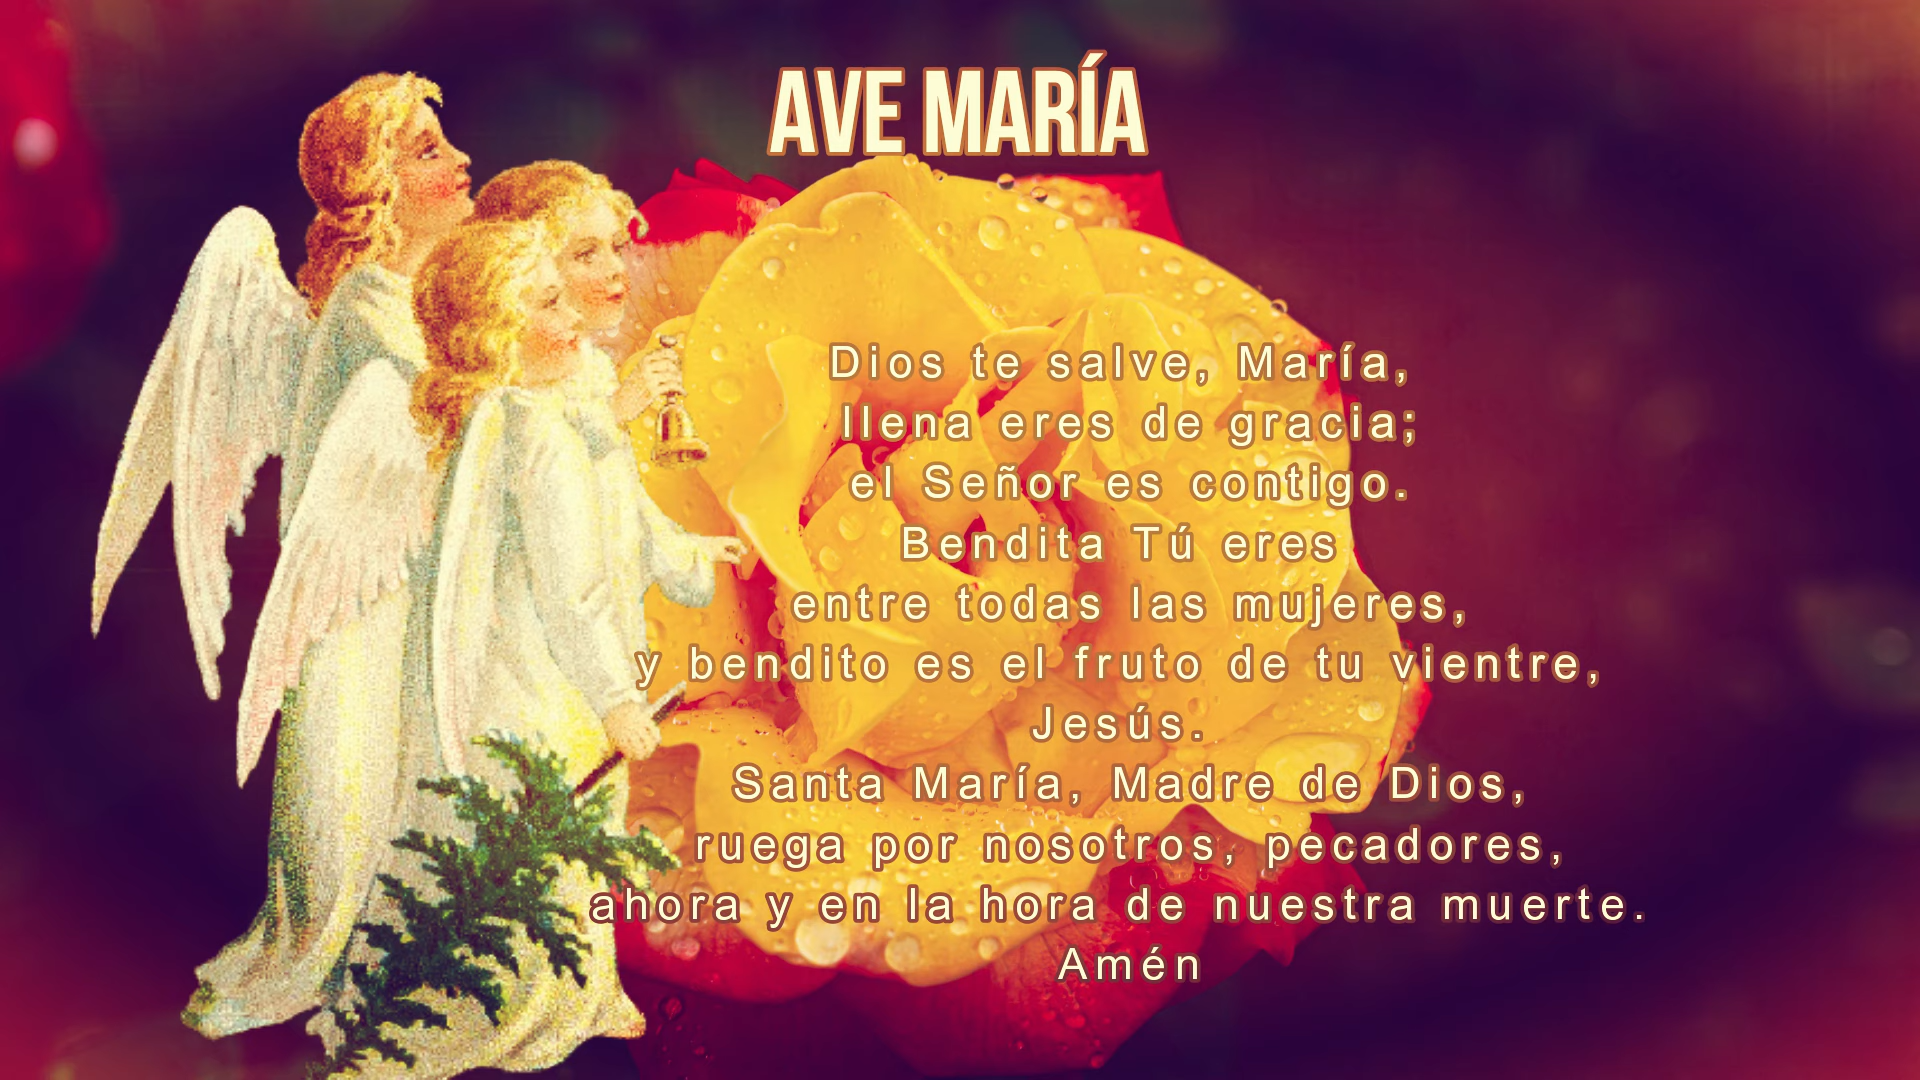 AVE MARÍA
Dios te salve, María,
llena eres de gracia;
el Señor es contigo.
Bendita Tú eres
entre todas las mujeres,
y bendito es el fruto de tu vientre,
Jesús.
Santa María, Madre de Dios,
ruega por nosotros, pecadores,
ahora y en la hora de nuestra muerte.
Amén